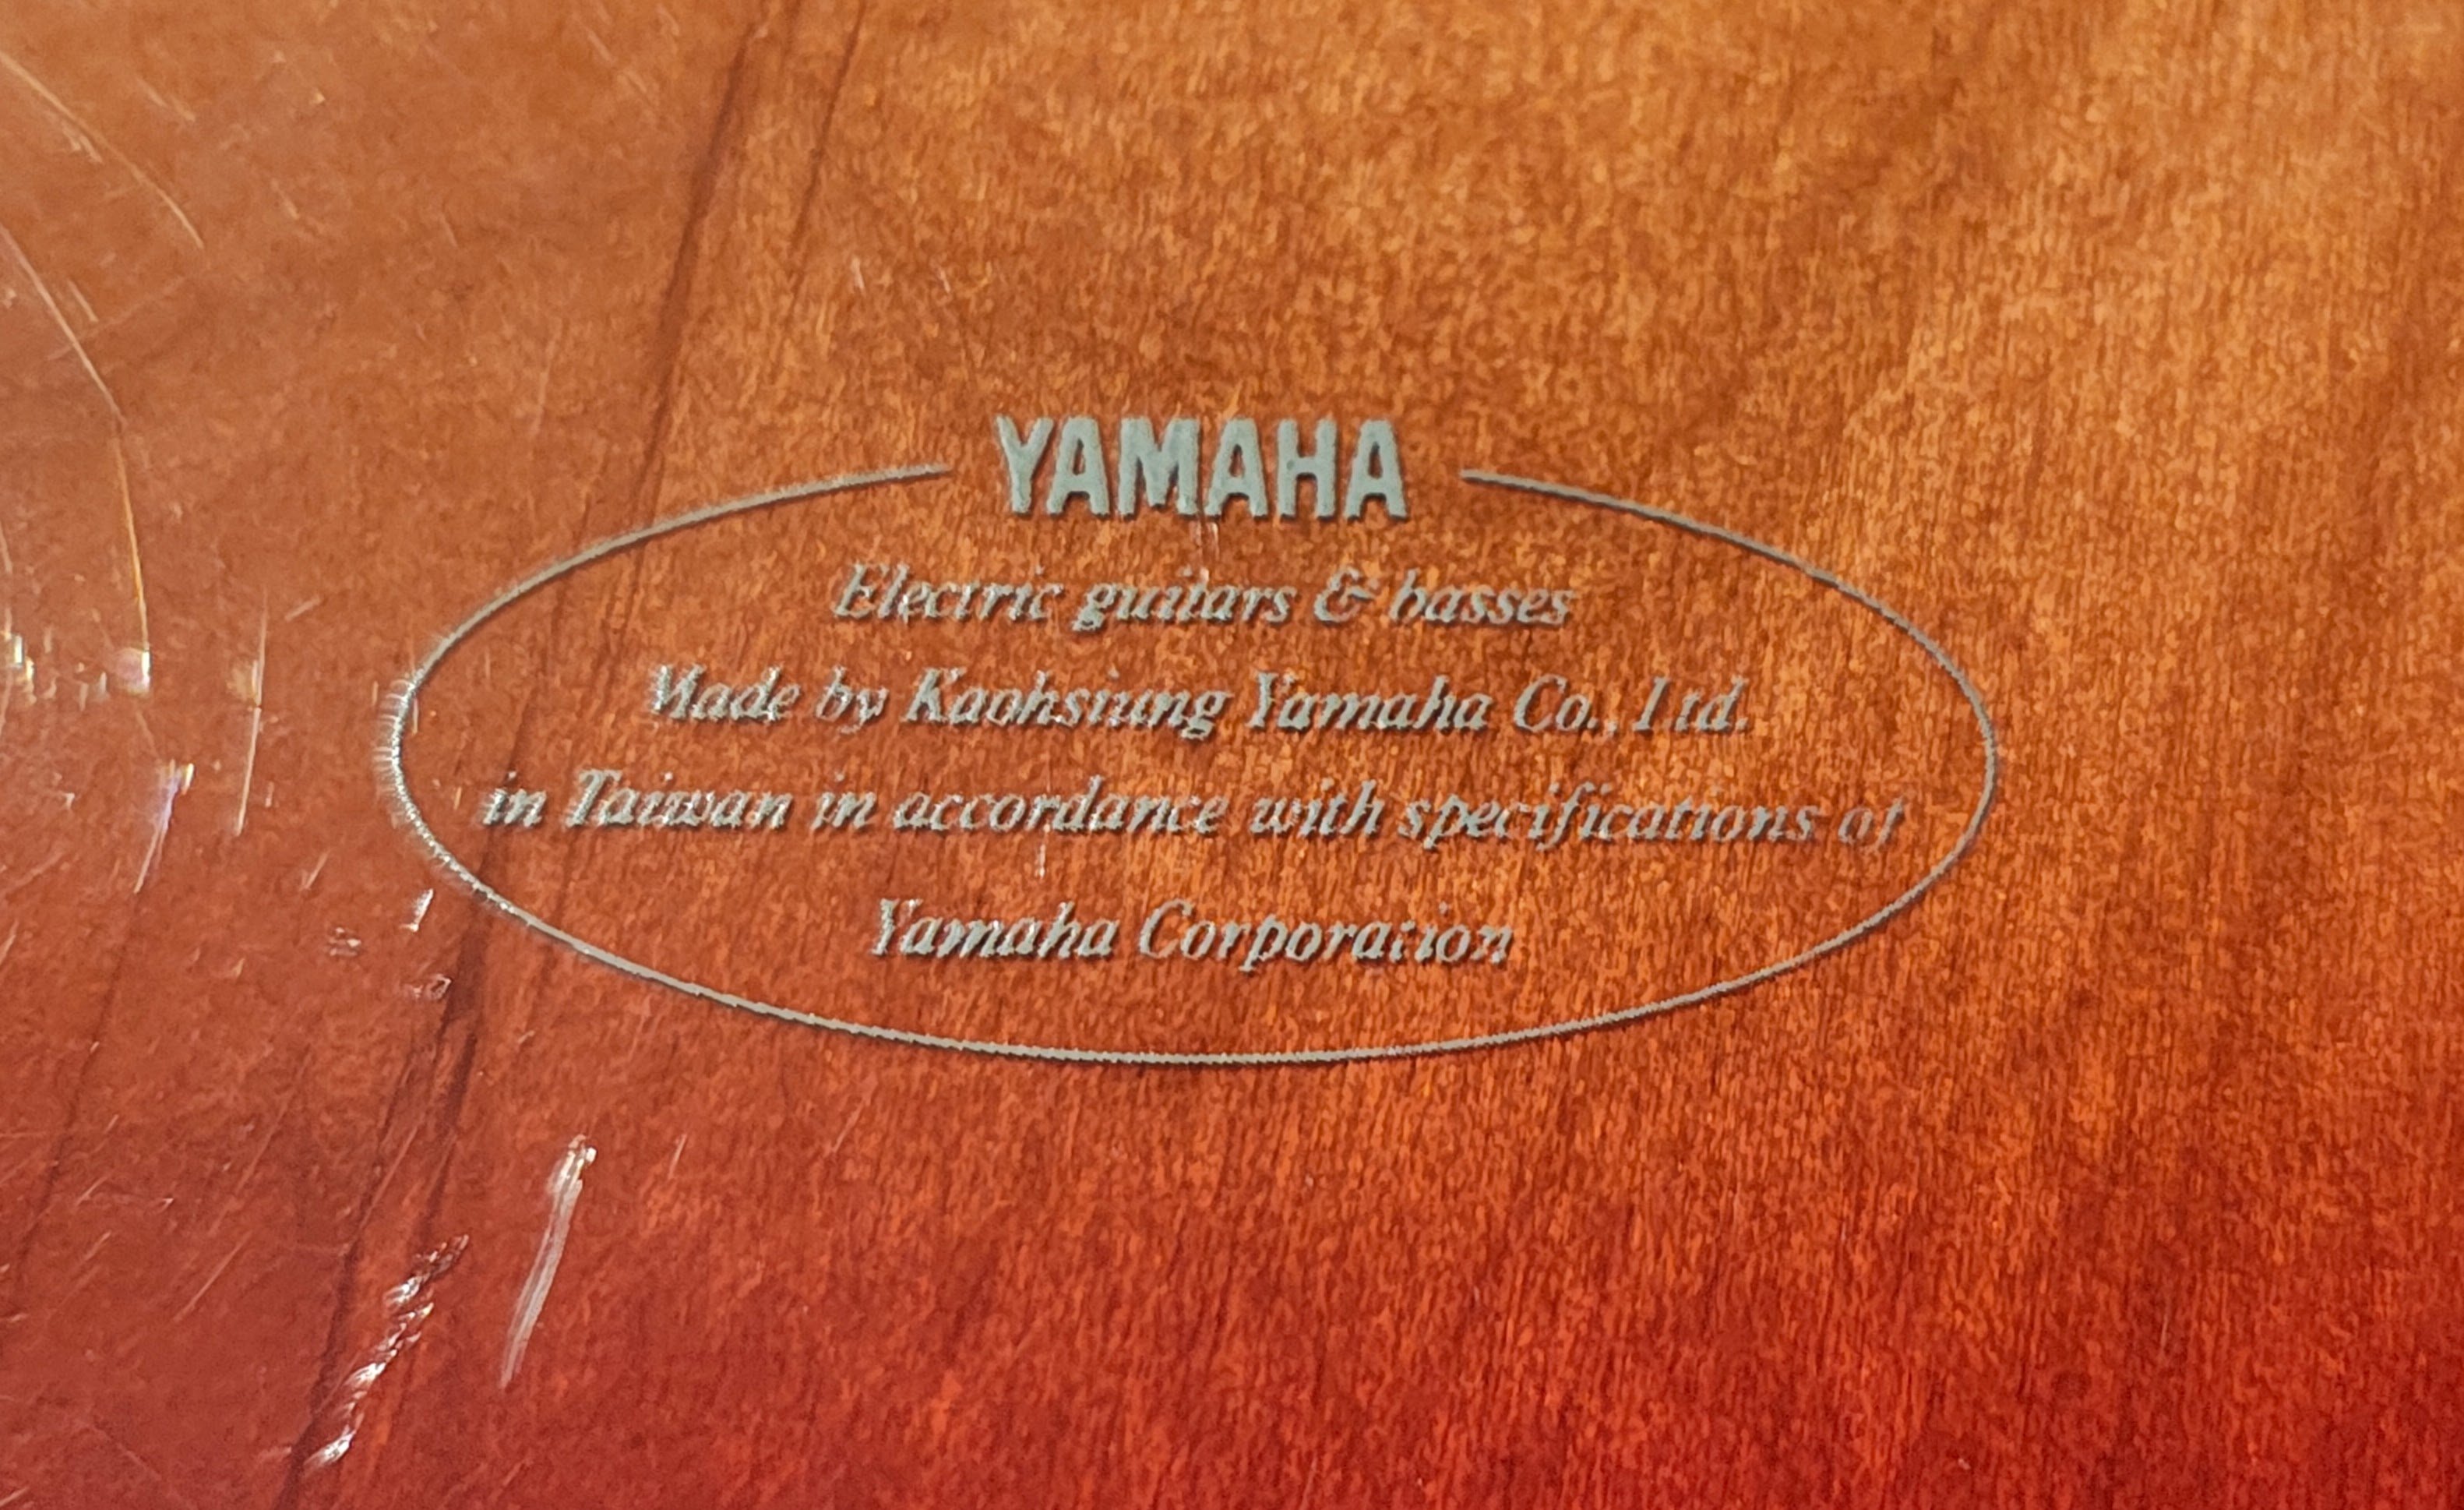 YAMAHA
Electric guitars & basses
Made by Kaohsiung Yamaha Co., Ltd.
in Taiwan in accordance with specifications of
Yamaha Corporation